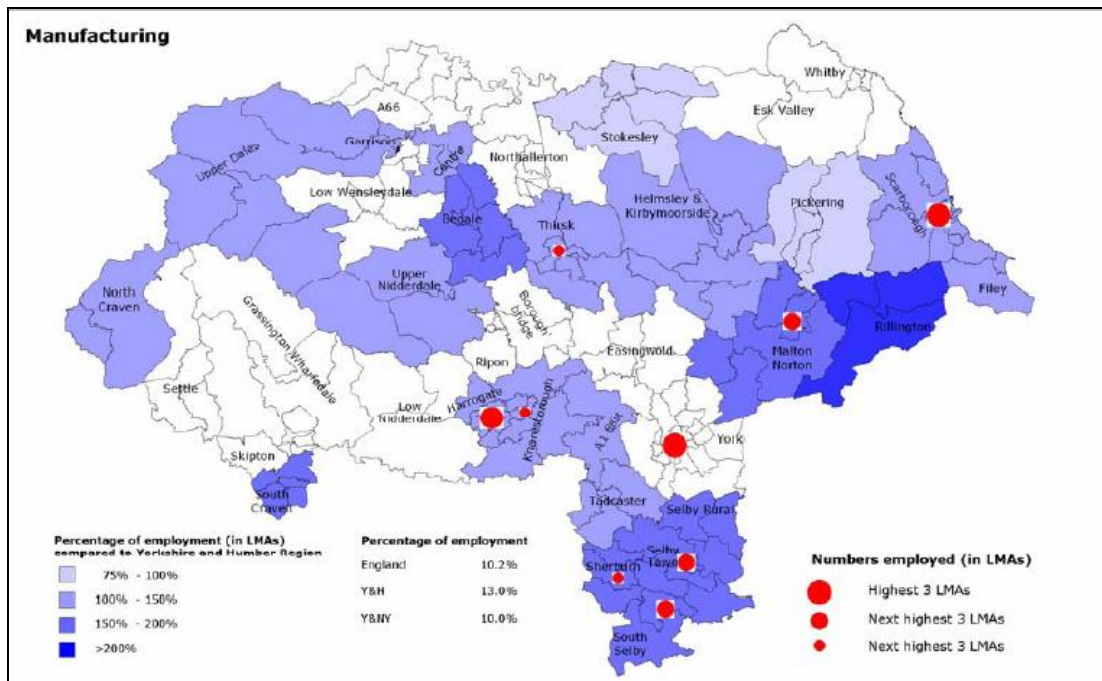 Manufacturing
Whitby
A66
Esk Valley
Garrison
Stokesley
Centre
Northallerton
Upper Dales
Low Wensleydale
Helmsley &
Kirbymoorside
Pickering
Scarborough
Bedale
Thirsk
Upper
Nidderdale
North
Craven
Filey
Grassington Wharfedale
Borough
bridge
Rillington
Easingwold
Malton
Norton
Ripon
Settle
Low
Nidderdale
Harrogate
Knaresborough
A1 East
York
Skipton
South
Craven
Tadcaster
Selby Rural
Selby
Town
Sherburn
South
Selby
Percentage of employment (in LMAs)
compared to Yorkshire and Humber Region
75% - 100%
100% - 150%
150% - 200%
>200%
Percentage of employment
England 10.2%
Y&H 13.0%
Y&NY 10.0%
Numbers employed (in LMAs)
Highest 3 LMAs
Next highest 3 LMAs
Next highest 3 LMAs